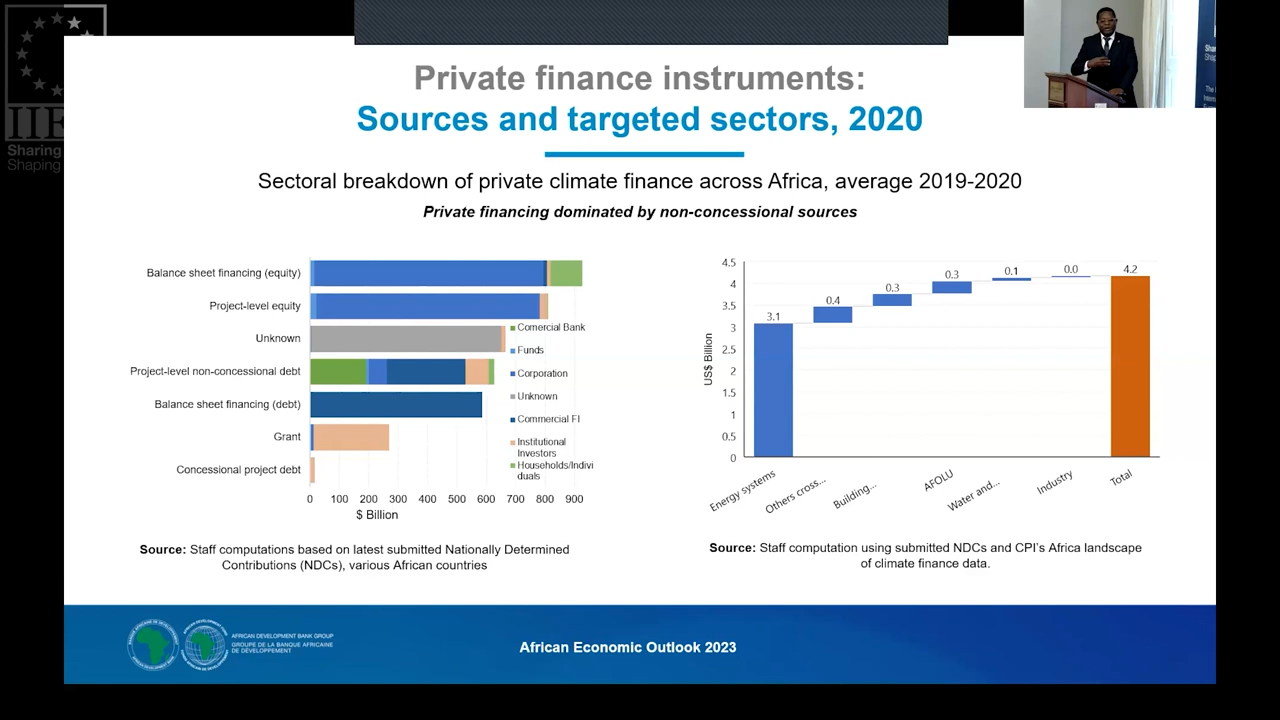 IIE
Sharing
Shaping
Private finance instruments:
Sources and targeted sectors, 2020
Sectoral breakdown of private climate finance across Africa, average 2019-2020
Private financing dominated by non-concessional sources
Balance sheet financing (equity)
Project-level equity
Unknown
Project-level non-concessional debt
Balance sheet financing (debt)
Grant
Concessional project debt
0 100 200 300 400 500 600 700 800 900
$ Billion
Comercial Bank
Funds
Corporation
Unknown
Commercial FI
Institutional
Investors
Households/Indivi
duals
Source: Staff computations based on latest submitted Nationally Determined
Contributions (NDCs), various African countries
US$ Billion
4.5
4
3.5
3
2.5
2
1.5
1
0.5
0
3.1
0.4
0.3
0.3
0.1
0.0
4.2
Energy systems
Others cross...
Building...
AFOLU
Water and...
Industry
Total
Source: Staff computation using submitted NDCs and CPI's Africa landscape
of climate finance data.
AFRICAN DEVELOPMENT BANK GROUP
GROUPE DE LA BANQUE AFRICAINE
DE DÉVELOPPEMENT
African Economic Outlook 2023